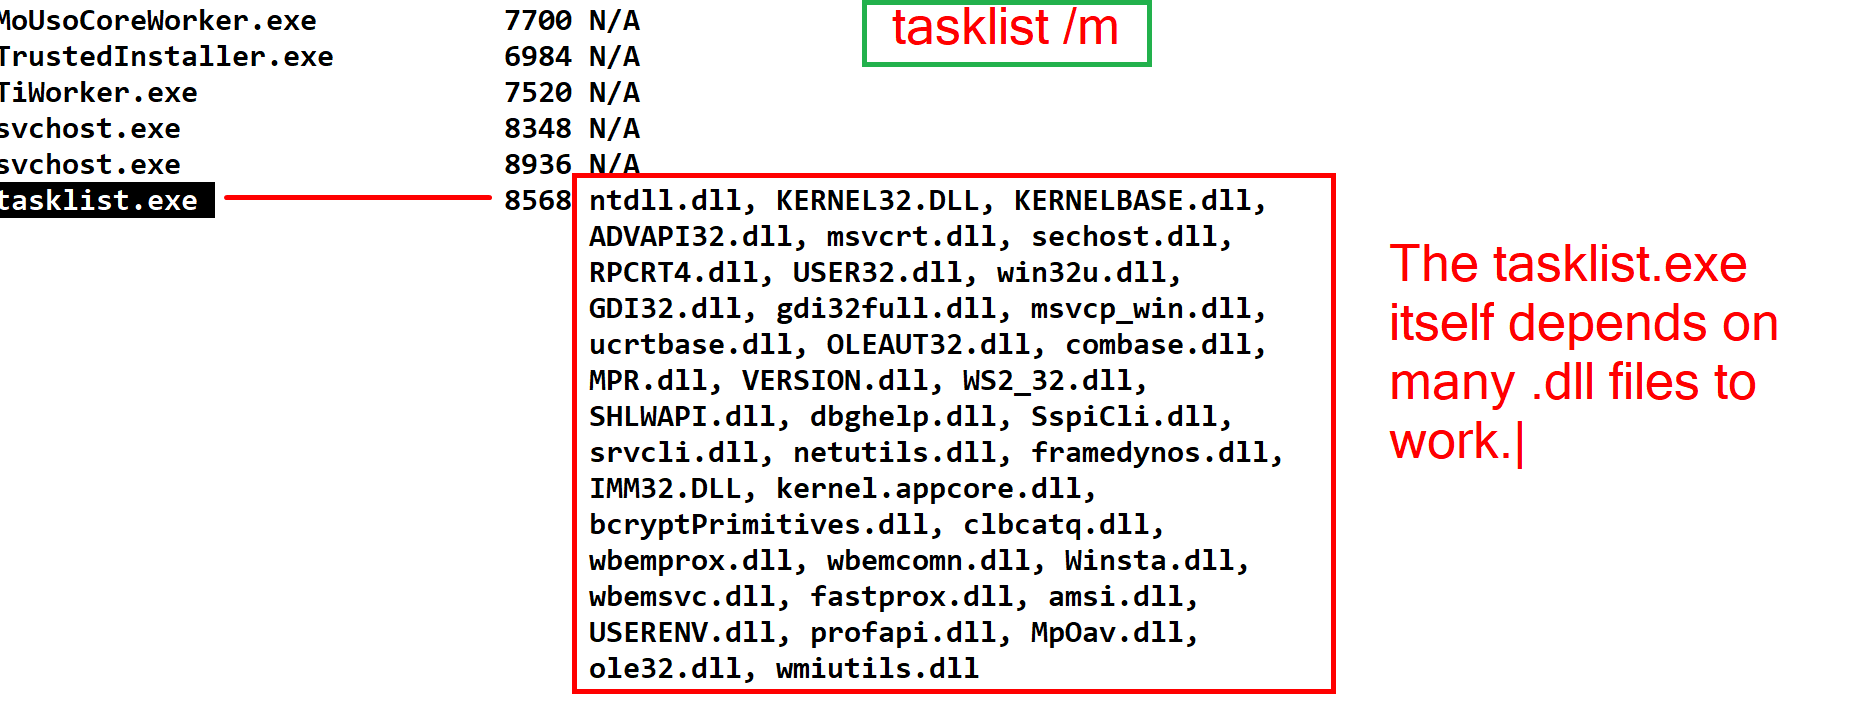 MoUsoCoreWorker.exe 7700 N/A
tasklist /m
TrustedInstaller.exe 6984 N/A
TiWorker.exe 7520 N/A
svchost.exe 8348 N/A
svchost.exe 8936 N/A
tasklist.exe 8568 ntdll.dll, KERNEL32.DLL, KERNELBASE.dll,
ADVAPI32.dll, msvcrt.dll, sechost.dll,
RPCRT4.dll, USER32.dll, win32u.dll,
GDI32.dll, gdi32full.dll, msvcp_win.dll,
ucrtbase.dll, OLEAUT32.dll, combase.dll,
MPR.dll, VERSION.dll, WS2_32.dll,
SHLWAPI.dll, dbghelp.dll, SspiCli.dll,
srvcli.dll, netutils.dll, framedynos.dll,
IMM32.DLL, kernel.appcore.dll,
bcryptPrimitives.dll, clbcatq.dll,
wbemprox.dll, wbemcomn.dll, Winsta.dll,
wbemsvc.dll, fastprox.dll, amsi.dll,
USERENV.dll, profapi.dll, MpOav.dll,
ole32.dll, wmiutils.dll
The tasklist.exe
itself depends on
many .dll files to
work.